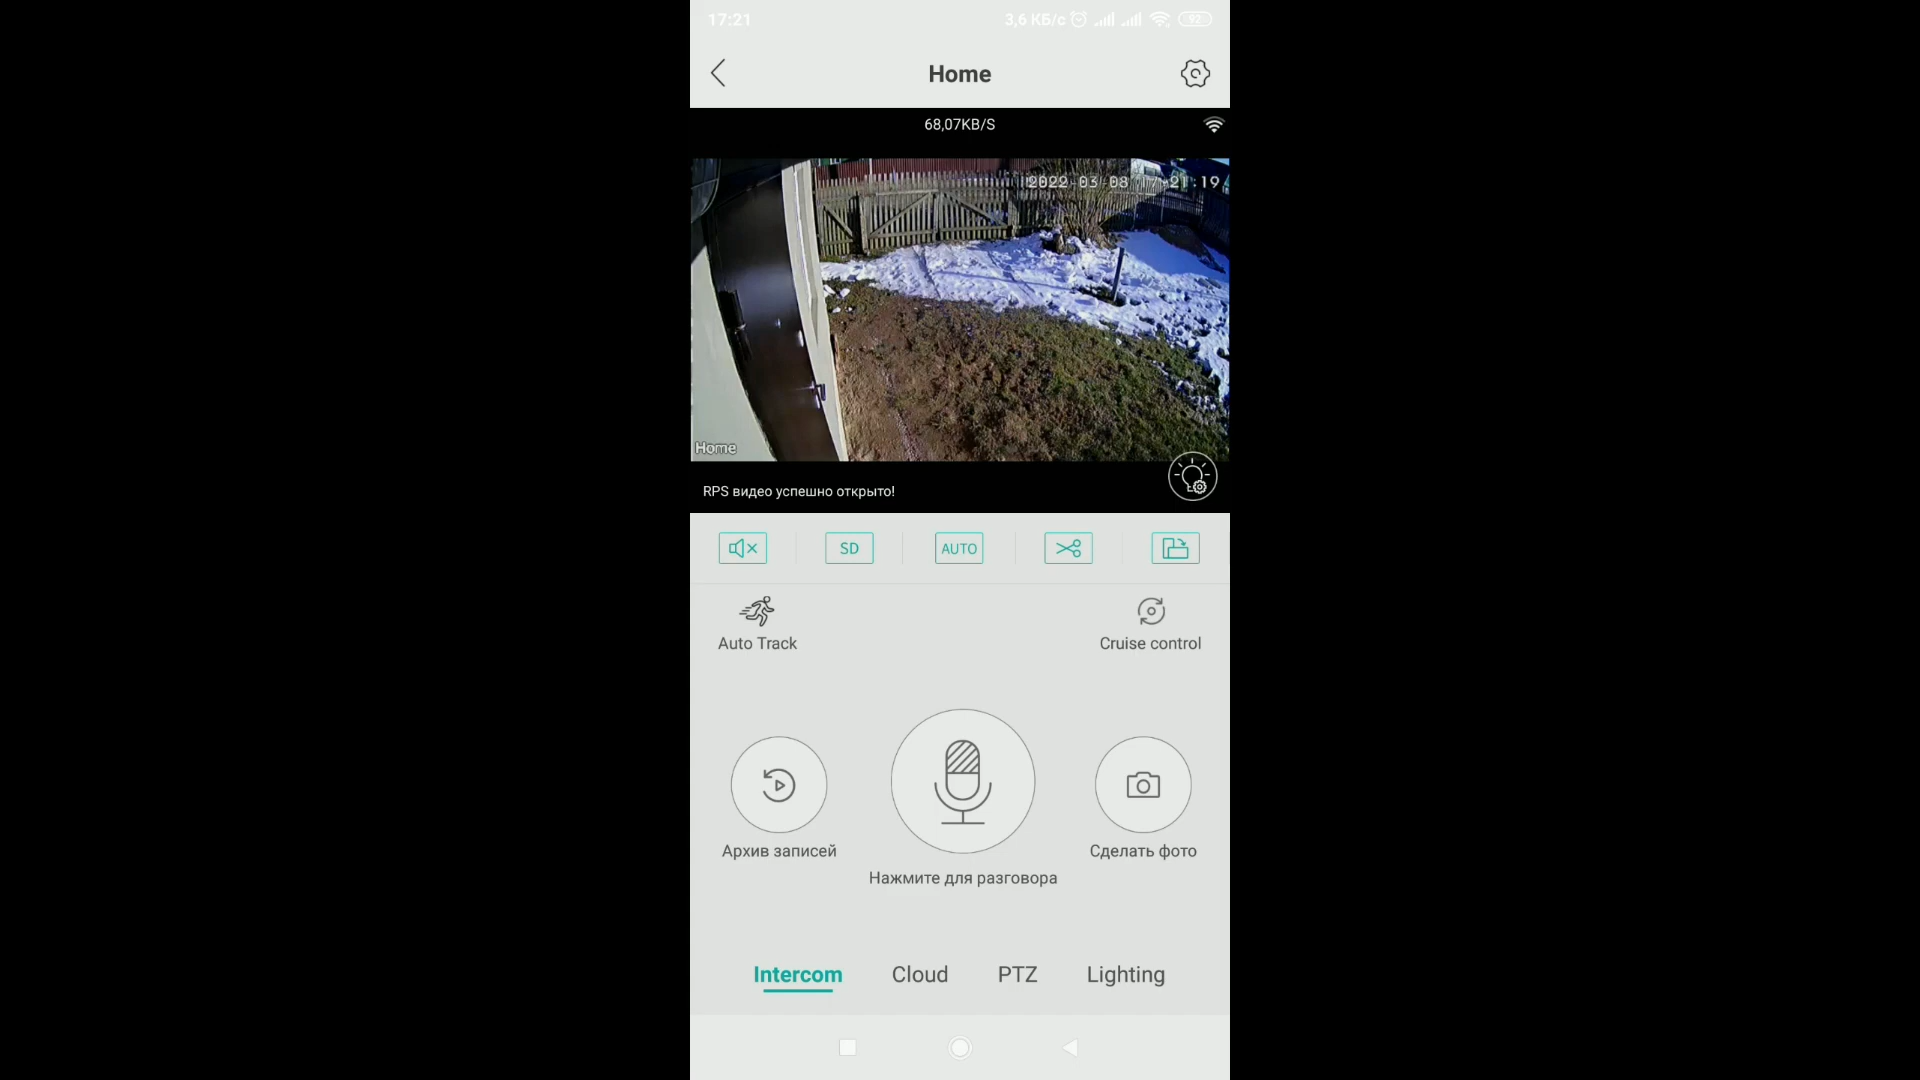 17:21 3,6 КБ/с 92
Home
68,07KB/S
2022-03-08 17:21:19
Home
RPS видео успешно открыто!
SD AUTO
Auto Track Cruise control
Архив записей Сделать фото
Нажмите для разговора
Intercom Cloud PTZ Lighting